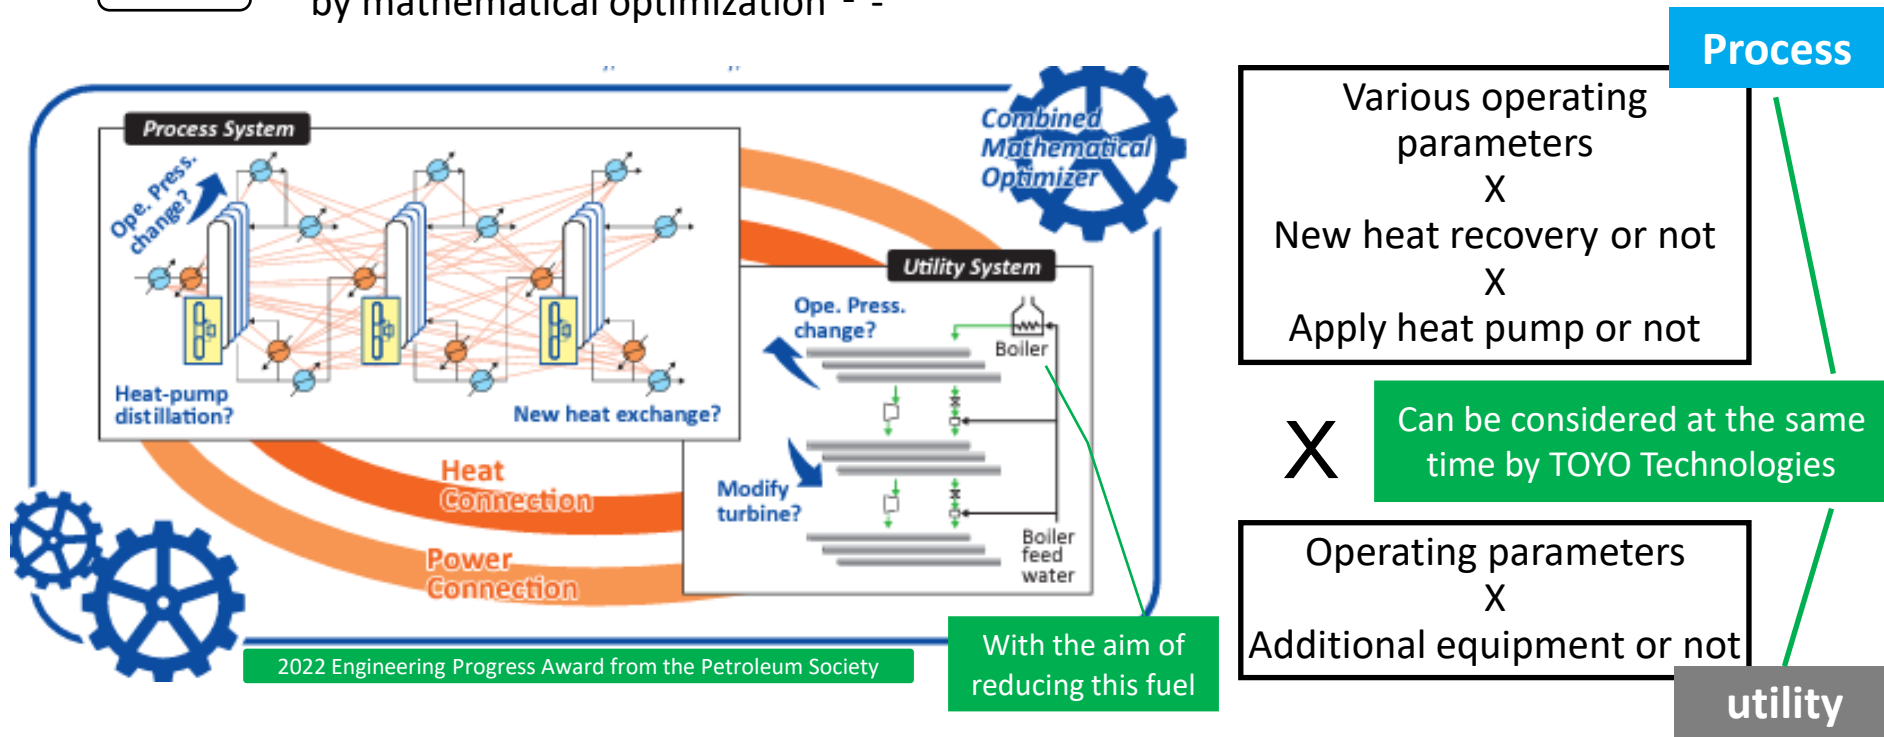 by mathematical optimization
Process
Process System
Ope. Press.
change?
Heat-pump
distillation?
New heat exchange?
Combined
Mathematical
Optimizer
Utility System
Ope. Press.
change?
Boiler
Modify
turbine?
Boiler
feed
water
Heat
Connection
Power
Connection
2022 Engineering Progress Award from the Petroleum Society
With the aim of
reducing this fuel
Various operating
parameters
X
New heat recovery or not
X
Apply heat pump or not
X
Can be considered at the same
time by TOYO Technologies
Operating parameters
X
Additional equipment or not
utility